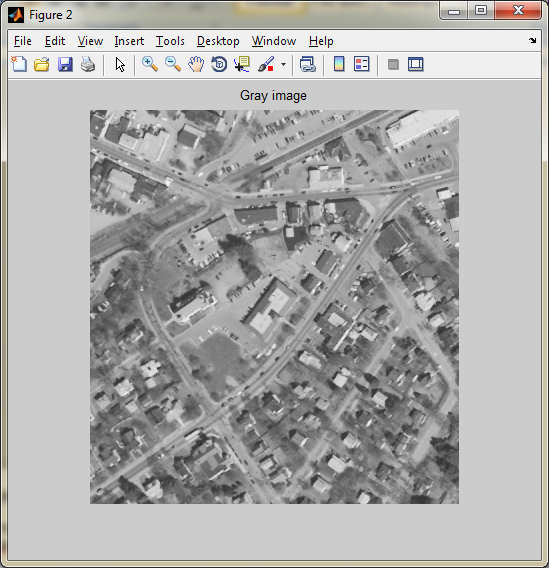 Figure 2
File Edit View Insert Tools Desktop Window Help
Gray image